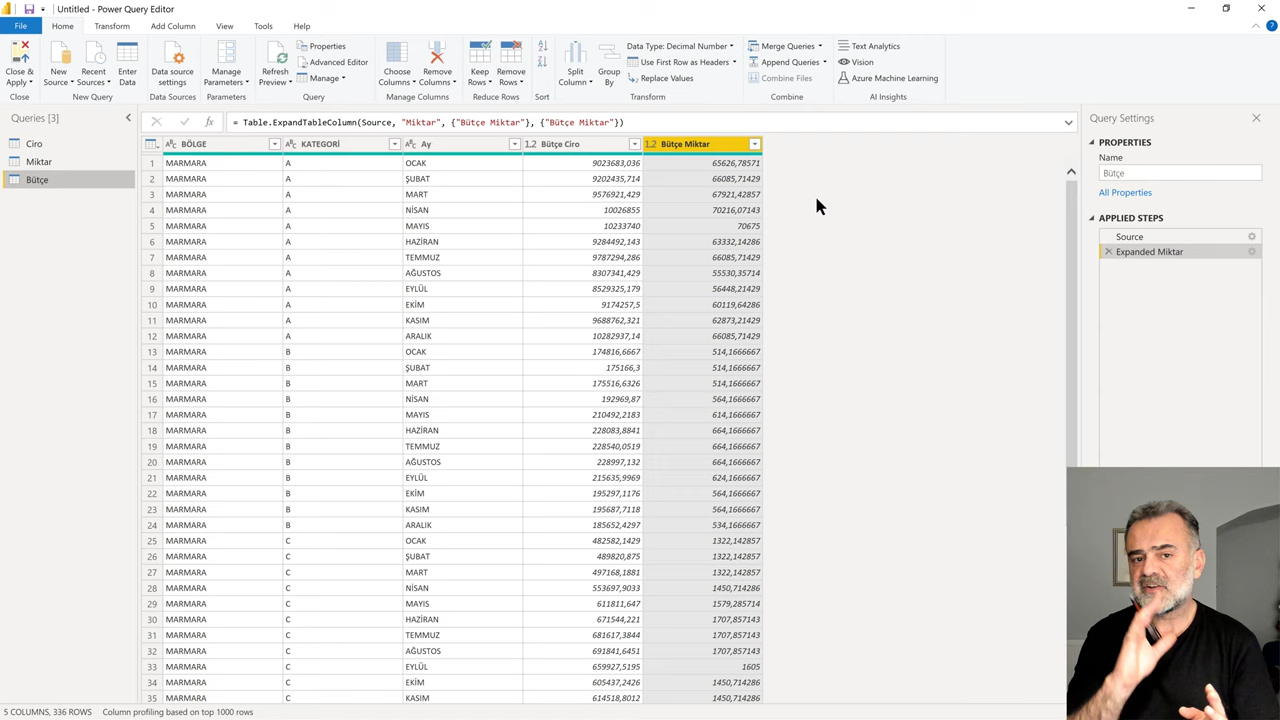 Untitled - Power Query Editor
File Home Transform Add Column View Tools Help
Close & Apply New Source Recent Sources Enter Data Data source settings Manage Parameters Refresh Preview Properties Advanced Editor Manage Choose Columns Remove Columns Keep Rows Remove Rows Split Column Group By Data Type: Decimal Number Use First Row as Headers Replace Values Merge Queries Append Queries Combine Files Text Analytics Vision Azure Machine Learning
Close New Query Data Sources Parameters Query Manage Columns Reduce Rows Sort Transform Combine AI Insights
Queries [3]
Ciro
Miktar
Bütçe
= Table.ExpandTableColumn(Source, "Miktar", {"Bütçe Miktar"}, {"Bütçe Miktar"})
BÖLGE KATEGORİ Ay 1.2 Bütçe Ciro 1.2 Bütçe Miktar
1 MARMARA A OCAK 9023683,036 65626,78571
2 MARMARA A ŞUBAT 9202435,714 66085,71429
3 MARMARA A MART 9576921,429 67921,42857
4 MARMARA A NİSAN 10026855 70216,07143
5 MARMARA A MAYIS 10233740 70675
6 MARMARA A HAZİRAN 9284492,143 63332,14286
7 MARMARA A TEMMUZ 9787294,286 66085,71429
8 MARMARA A AĞUSTOS 8307341,429 55530,35714
9 MARMARA A EYLÜL 8529325,179 56448,21429
10 MARMARA A EKİM 9174257,5 60119,64286
11 MARMARA A KASIM 9688762,321 62873,21429
12 MARMARA A ARALIK 10282937,14 66085,71429
13 MARMARA B OCAK 174816,6667 514,1666667
14 MARMARA B ŞUBAT 175166,3 514,1666667
15 MARMARA B MART 175516,6326 514,1666667
16 MARMARA B NİSAN 192969,87 564,1666667
17 MARMARA B MAYIS 210492,2183 614,1666667
18 MARMARA B HAZİRAN 228083,8841 664,1666667
19 MARMARA B TEMMUZ 228540,0519 664,1666667
20 MARMARA B AĞUSTOS 228997,132 664,1666667
21 MARMARA B EYLÜL 215635,9969 624,1666667
22 MARMARA B EKİM 195297,1176 564,1666667
23 MARMARA B KASIM 195687,7118 564,1666667
24 MARMARA B ARALIK 185652,4297 534,1666667
25 MARMARA C OCAK 482582,1429 1322,142857
26 MARMARA C ŞUBAT 489820,875 1322,142857
27 MARMARA C MART 497168,1881 1322,142857
28 MARMARA C NİSAN 553697,9033 1450,714286
29 MARMARA C MAYIS 611811,647 1579,285714
30 MARMARA C HAZİRAN 671544,221 1707,857143
31 MARMARA C TEMMUZ 681617,3844 1707,857143
32 MARMARA C AĞUSTOS 691841,6451 1707,857143
33 MARMARA C EYLÜL 659927,5195 1605
34 MARMARA C EKİM 605437,2426 1450,714286
35 MARMARA C KASIM 614518,8012 1450,714286
Query Settings
PROPERTIES
Name
Bütçe
All Properties
APPLIED STEPS
Source
Expanded Miktar
5 COLUMNS, 336 ROWS Column profiling based on top 1000 rows